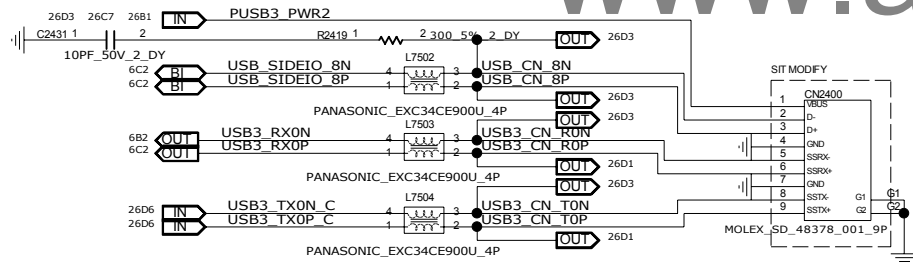 www.
26D3 26C7 26B1 IN PUSB3_PWR2
C2431 1 2 R2419 1 2 300_5% 2_DY OUT 26D3
10PF_50V_2_DY
L7502
SIT MODIFY
6C2 BI USB_SIDEIO_8N 4 3 USB_CN_8N
6C2 BI USB_SIDEIO_8P 1 2 USB_CN_8P
OUT 26D3
PANASONIC_EXC34CE900U_4P
OUT 26D3
L7503
6B2 OUT USB3_RX0N 4 3 USB3_CN_R0N
6C2 OUT USB3_RX0P 1 2 USB3_CN_R0P
OUT 26D1
PANASONIC_EXC34CE900U_4P
OUT 26D3
L7504
26D6 IN USB3_TX0N_C 4 3 USB3_CN_T0N
26D6 IN USB3_TX0P_C 1 2 USB3_CN_T0P
OUT 26D1
PANASONIC_EXC34CE900U_4P
CN2400
1 VBUS
2 D-
3 D+
4 GND
5 SSRX-
6 SSRX+
7 GND
8 SSTX- G1 G1
9 SSTX+ G2 G2
MOLEX_SD_48378_001_9P